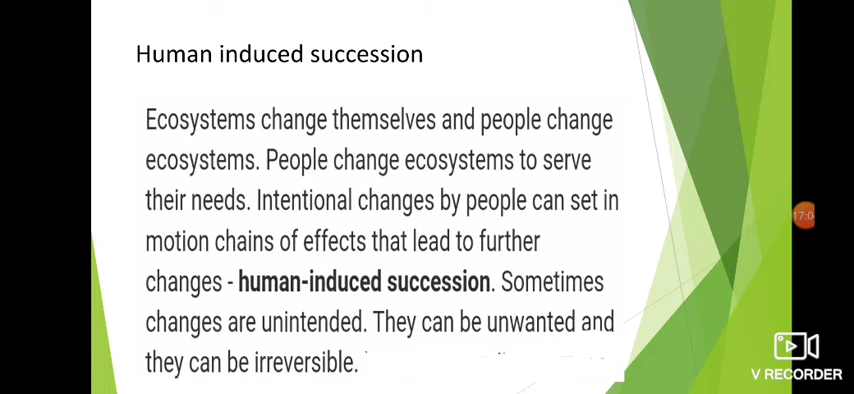 Human induced succession
Ecosystems change themselves and people change
ecosystems. People change ecosystems to serve
their needs. Intentional changes by people can set in
motion chains of effects that lead to further
changes - human-induced succession. Sometimes
changes are unintended. They can be unwanted and
they can be irreversible.
V RECORDER